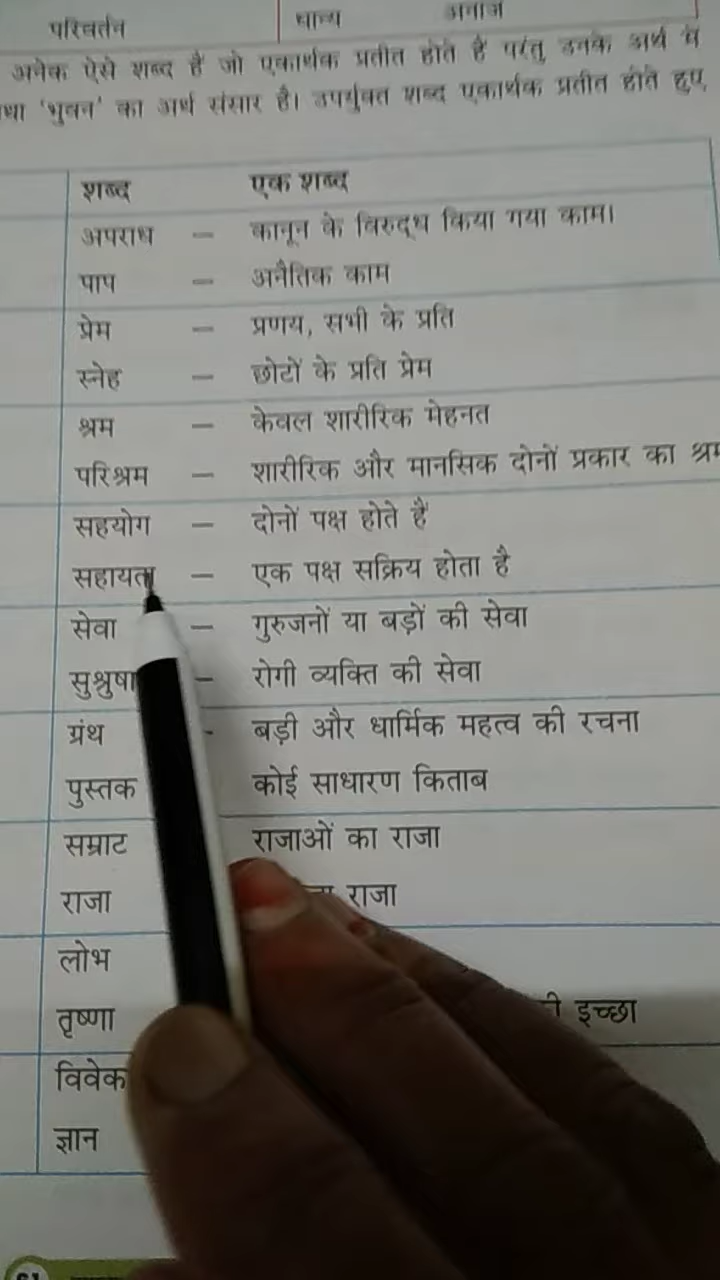 परिवर्तन धान्य अनाज
अनेक ऐसे शब्द हैं जो एकार्थक प्रतीत होते हैं परंतु उनके अर्थ में
'भुवन' का अर्थ संसार है। उपर्युक्त शब्द एकार्थक प्रतीत होते हुए
शब्द एक शब्द
अपराध – कानून के विरुद्ध किया गया काम।
पाप – अनैतिक काम
प्रेम – प्रणय, सभी के प्रति
स्नेह – छोटों के प्रति प्रेम
श्रम – केवल शारीरिक मेहनत
परिश्रम – शारीरिक और मानसिक दोनों प्रकार का श्रम
सहयोग – दोनों पक्ष होते हैं
सहायता – एक पक्ष सक्रिय होता है
सेवा – गुरुजनों या बड़ों की सेवा
सुश्रुषा – रोगी व्यक्ति की सेवा
ग्रंथ - बड़ी और धार्मिक महत्व की रचना
पुस्तक कोई साधारण किताब
सम्राट राजाओं का राजा
राजा राजा
लोभ
तृष्णा इच्छा
विवेक
ज्ञान